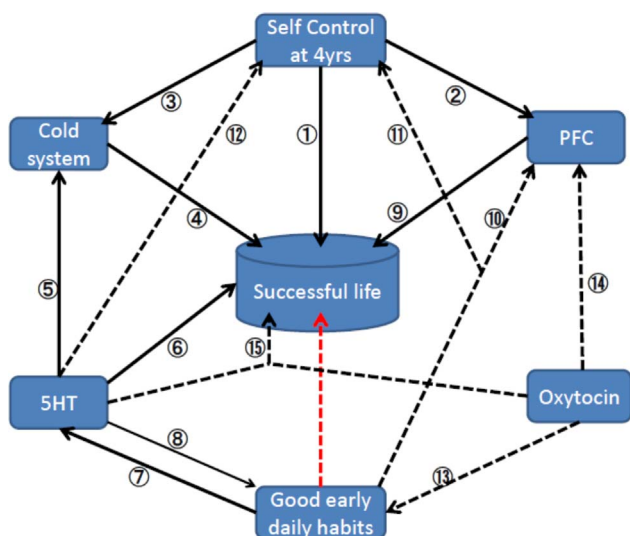 Self Control
at 4yrs
③
②
⑫
①
⑪
Cold
system
PFC
④
⑨
⑩
⑤
Successful life
⑭
⑥
⑮
5HT
Oxytocin
⑧
⑦
⑬
Good early
daily habits